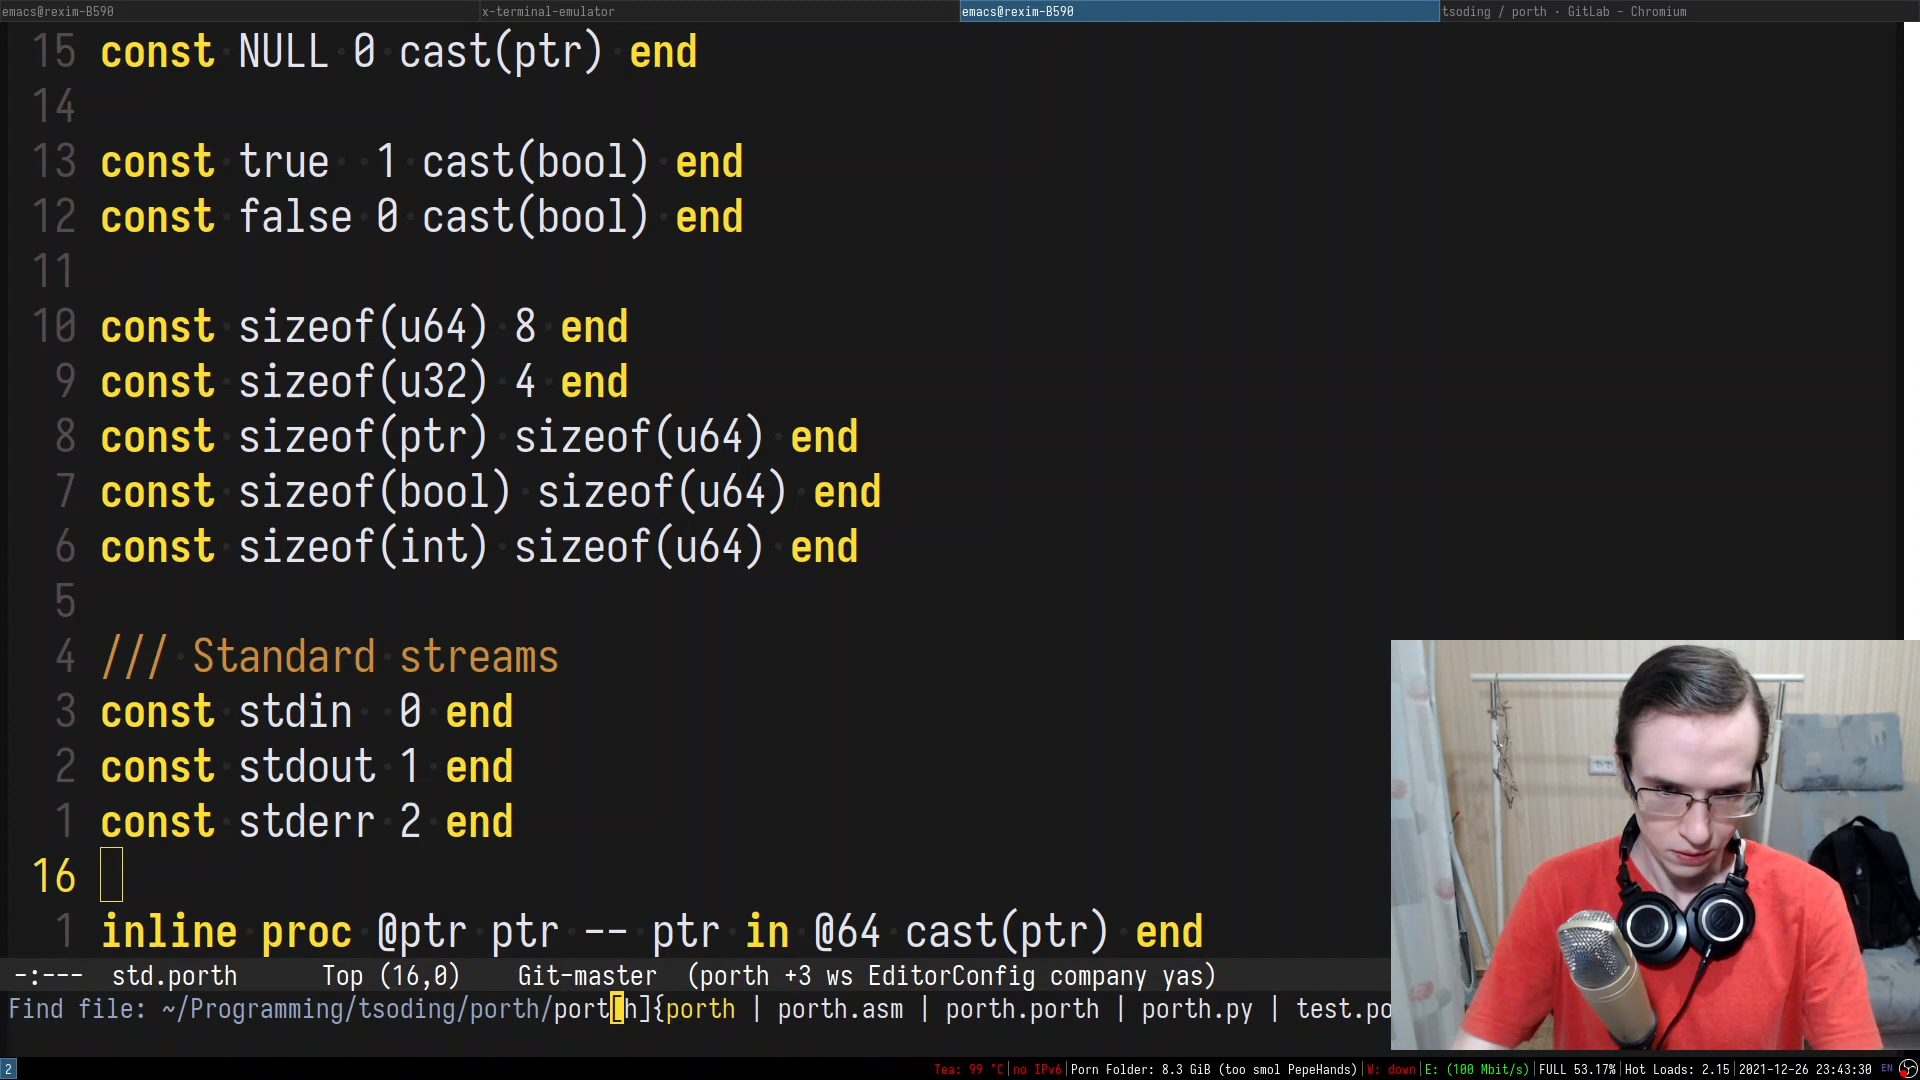 emacs@rexim-B590 x-terminal-emulator emacs@rexim-B590 tsoding / porth · GitLab - Chromium
15 const NULL 0 cast(ptr) end
14
13 const true 1 cast(bool) end
12 const false 0 cast(bool) end
11
10 const sizeof(u64) 8 end
9 const sizeof(u32) 4 end
8 const sizeof(ptr) sizeof(u64) end
7 const sizeof(bool) sizeof(u64) end
6 const sizeof(int) sizeof(u64) end
5
4 /// Standard streams
3 const stdin 0 end
2 const stdout 1 end
1 const stderr 2 end
16
1 inline proc @ptr ptr -- ptr in @64 cast(ptr) end
-:--- std.porth Top (16,0) Git-master (porth +3 ws EditorConfig company yas)
Find file: ~/Programming/tsoding/porth/port[h]{porth | porth.asm | porth.porth | porth.py | test.po
2 Tea: 99 °C|no IPv6|Porn Folder: 8.3 GiB (too smol PepeHands)|W: down|E: (100 Mbit/s)|FULL 53.17%|Hot Loads: 2.15|2021-12-26 23:43:30 EN